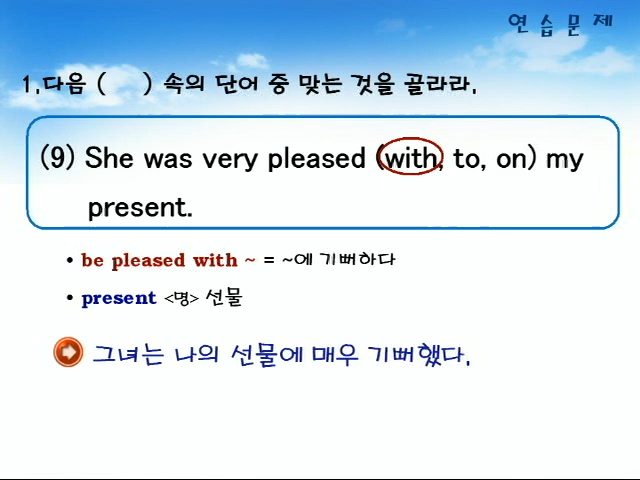 연습문제
1.다음 (    ) 속의 단어 중 맞는 것을 골라라.
(9) She was very pleased (with, to, on) my
present.
• be pleased with ~ = ~에 기뻐하다
• present <명> 선물
그녀는 나의 선물에 매우 기뻐했다.